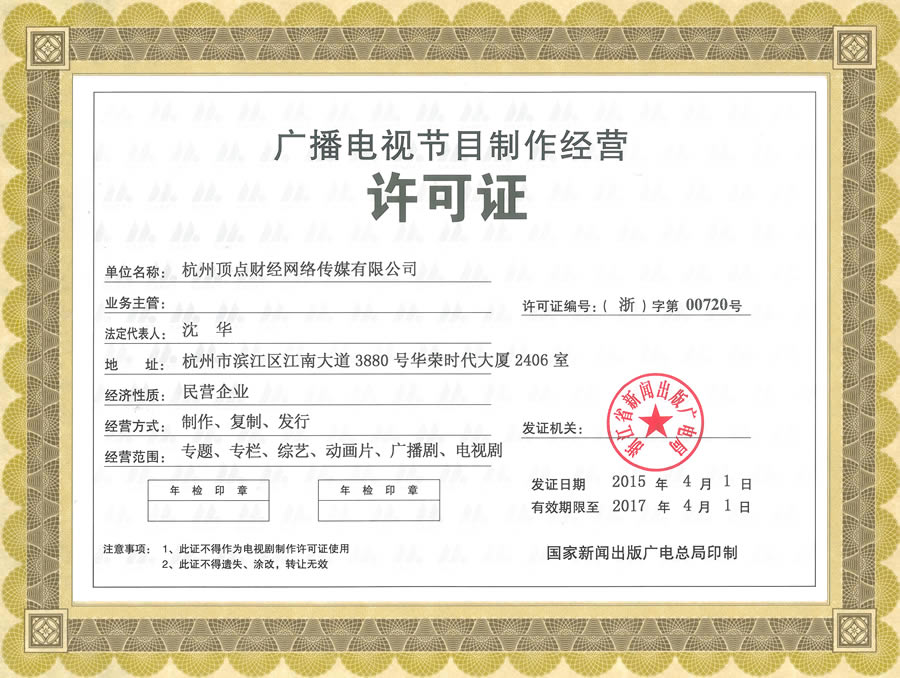 广播电视节目制作经营
许可证
单位名称： 杭州顶点财经网络传媒有限公司
业务主管：
许可证编号：（ 浙 ）字第 00720号
法定代表人： 沈 华
地 址： 杭州市滨江区江南大道 3880 号华荣时代大厦 2406 室
经济性质： 民营企业
经营方式： 制作、复制、发行
发证机关：
浙江省新闻出版广电局
经营范围： 专题、专栏、综艺、动画片、广播剧、电视剧
年 检 印 章
年 检 印 章
发证日期 2015 年 4 月 1 日
有效期限至 2017 年 4 月 1 日
注意事项： 1、此证不得作为电视剧制作许可证使用
2、此证不得遗失、涂改，转让无效
国家新闻出版广电总局印制